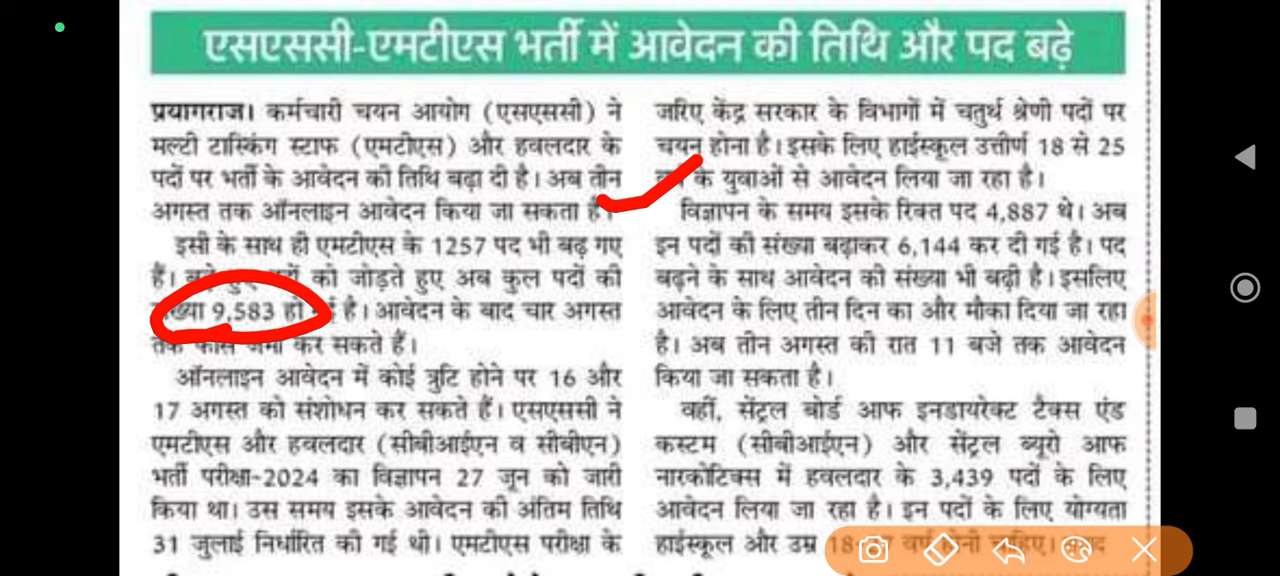 एसएससी-एमटीएस भर्ती में आवेदन की तिथि और पद बढ़े
प्रयागराज। कर्मचारी चयन आयोग (एसएससी) ने
मल्टी टास्किंग स्टाफ (एमटीएस) और हवलदार के
पदों पर भर्ती के आवेदन की तिथि बढ़ा दी है। अब तीन
अगस्त तक ऑनलाइन आवेदन किया जा सकता है।
इसी के साथ ही एमटीएस के 1257 पद भी बढ़ गए
हैं। को जोड़ते हुए अब कुल पदों की
9,583 हो है। आवेदन के बाद चार अगस्त
तक जमा कर सकते हैं।
ऑनलाइन आवेदन में कोई त्रुटि होने पर 16 और
17 अगस्त को संशोधन कर सकते हैं। एसएससी ने
एमटीएस और हवलदार (सीबीआईएन व सीबीएन)
भर्ती परीक्षा-2024 का विज्ञापन 27 जून को जारी
किया था। उस समय इसके आवेदन की अंतिम तिथि
31 जुलाई निर्धारित की गई थी। एमटीएस परीक्षा के
जरिए केंद्र सरकार के विभागों में चतुर्थ श्रेणी पदों पर
चयन होना है। इसके लिए हाईस्कूल उत्तीर्ण 18 से 25
के युवाओं से आवेदन लिया जा रहा है।
विज्ञापन के समय इसके रिक्त पद 4,887 थे। अब
इन पदों की संख्या बढ़ाकर 6,144 कर दी गई है। पद
बढ़ने के साथ आवेदन की संख्या भी बढ़ी है। इसलिए
आवेदन के लिए तीन दिन का और मौका दिया जा रहा
है। अब तीन अगस्त की रात 11 बजे तक आवेदन
किया जा सकता है।
वहीं, सेंट्रल बोर्ड आफ इनडायरेक्ट टैक्स एंड
कस्टम (सीबीआईएन) और सेंट्रल ब्यूरो आफ
नारकोटिक्स में हवलदार के 3,439 पदों के लिए
आवेदन लिया जा रहा है। इन पदों के लिए योग्यता
हाईस्कूल और उम्र 18